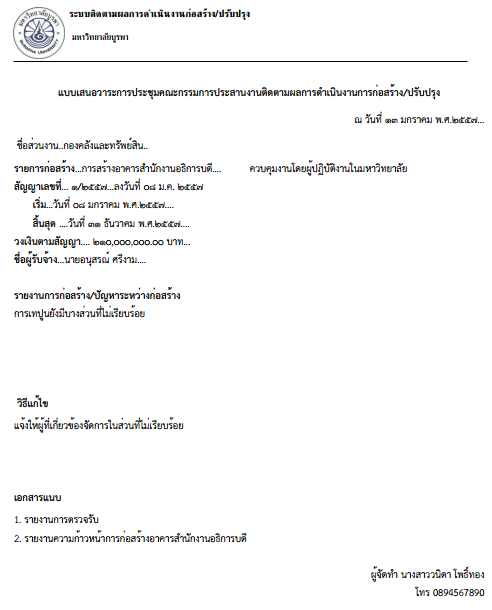 ระบบติดตามผลการดำเนินงานก่อสร้าง/ปรับปรุง
มหาวิทยาลัยบูรพา
มหาวิทยาลัยบูรพา
BURAPHA UNIVERSITY
แบบเสนอวาระการประชุมคณะกรรมการประสานงานติดตามผลการดำเนินงานการก่อสร้าง/ปรับปรุง
ณ วันที่ ๑๓ มกราคม พ.ศ.๒๕๕๗...
ชื่อส่วนงาน..กองคลังและทรัพย์สิน..
รายการก่อสร้าง...การสร้างอาคารสำนักงานอธิการบดี.... ควบคุมงานโดยผู้ปฏิบัติงานในมหาวิทยาลัย
สัญญาเลขที่... ๑/๒๕๕๗...ลงวันที่ ๐๘ ม.ค. ๒๕๕๗
เริ่ม...วันที่ ๐๘ มกราคม พ.ศ.๒๕๕๗....
สิ้นสุด ....วันที่ ๓๑ ธันวาคม พ.ศ.๒๕๕๗....
วงเงินตามสัญญา.... ๒๑๐,๐๐๐,๐๐๐.๐๐ บาท...
ชื่อผู้รับจ้าง...นายอนุสรณ์ ศรีงาม....
รายงานการก่อสร้าง/ปัญหาระหว่างก่อสร้าง
การเทปูนยังมีบางส่วนที่ไม่เรียบร้อย
วิธีแก้ไข
แจ้งให้ผู้ที่เกี่ยวข้องจัดการในส่วนที่ไม่เรียบร้อย
เอกสารแนบ
1. รายงานการตรวจรับ
2. รายงานความก้าวหน้าการก่อสร้างอาคารสำนักงานอธิการบดี
ผู้จัดทำ นางสาววนิดา โพธิ์ทอง
โทร 0894567890